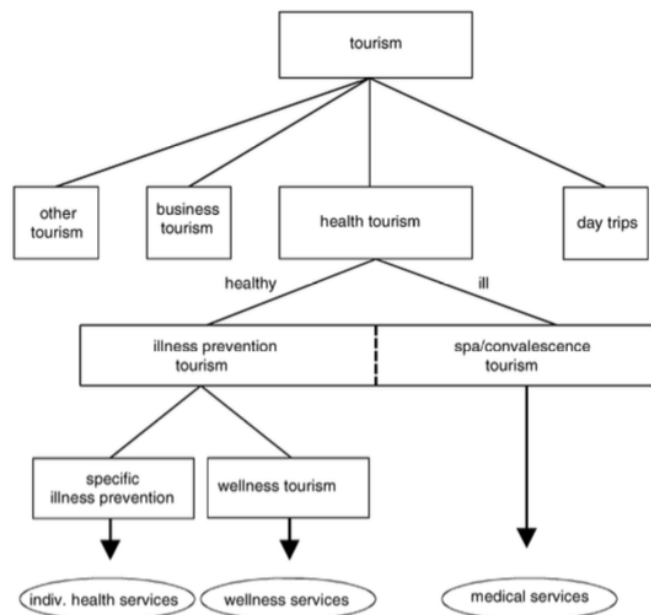 tourism
other
tourism
business
tourism
health tourism
day trips
healthy
ill
illness prevention
tourism
spa/convalescence
tourism
specific
illness prevention
wellness tourism
indiv. health services
wellness services
medical services